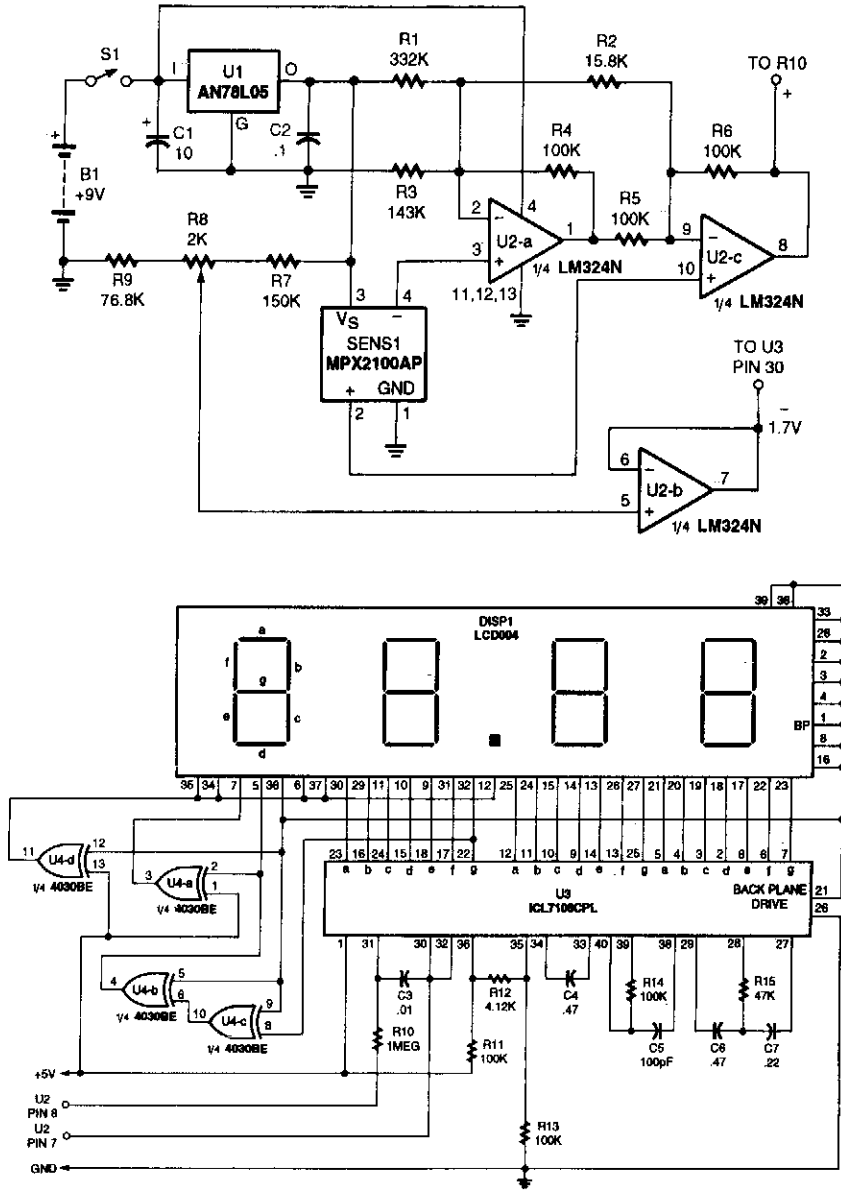 S1
I
U1
AN78L05
O
G
C1
10
+
C2
.1
B1
+9V
+
R1
332K
R2
15.8K
TO R10
+
R3
143K
R4
100K
R5
100K
R6
100K
2
−
3
+
4
U2-a
1
1/4 LM324N
11,12,13
9
−
10
+
U2-c
8
1/4 LM324N
R9
76.8K
R8
2K
R7
150K
3
4
VS
−
SENS1
MPX2100AP
+
GND
2
1
TO U3
PIN 30
−
1.7V
6
−
5
+
U2-b
7
1/4 LM324N
DISP1
LCD004
a
f
b
g
e
c
d
39
38
33
28
2
3
4
BP
1
8
16
35 34 7 5 36 6 37 30 29 11 10 9 31 32 12 25 24 15 14 13 26 27 21 20 19 18 17 22 23
23 16 24 15 18 17 22 12 11 10 9 14 13 25 5 4 3 2 8 6 7
a b c d e f g a b c d e f g a b c d e f g
U3
ICL7106CPL
BACK PLANE
DRIVE
21
26
1 31 30 32 36 35 34 33 40 39 38 29 28 27
11
U4-d
12
13
1/4 4030BE
3
U4-a
2
1
1/4 4030BE
4
U4-b
5
6
1/4 4030BE
10
U4-c
9
8
1/4 4030BE
C3
.01
R12
4.12K
C4
.47
R14
100K
R15
47K
R10
1MEG
R11
100K
C5
100pF
C6
.47
C7
.22
+5V
U2
PIN 8
U2
PIN 7
R13
100K
GND